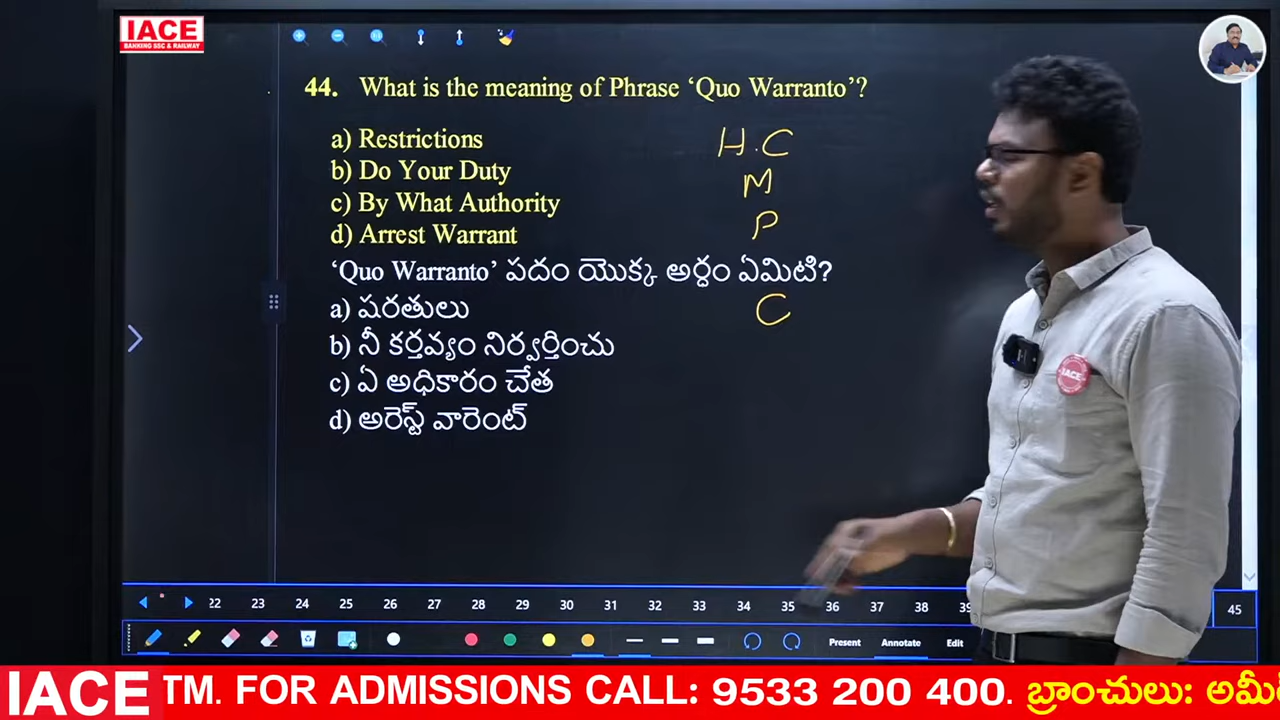 IACE
BANKING SSC & RAILWAY
44. What is the meaning of Phrase ‘Quo Warranto’?
a) Restrictions
b) Do Your Duty
c) By What Authority
d) Arrest Warrant
‘Quo Warranto’ పదం యొక్క అర్ధం ఏమిటి?
a) షరతులు
b) నీ కర్తవ్యం నిర్వర్తించు
c) ఏ అధికారం చేత
d) అరెస్ట్ వారెంట్
H.C
M
P
C
IACE
22 23 24 25 26 27 28 29 30 31 32 33 34 35 36 37 38 39 45
Present Annotate Edit
IACE TM. FOR ADMISSIONS CALL: 9533 200 400. బ్రాంచులు: